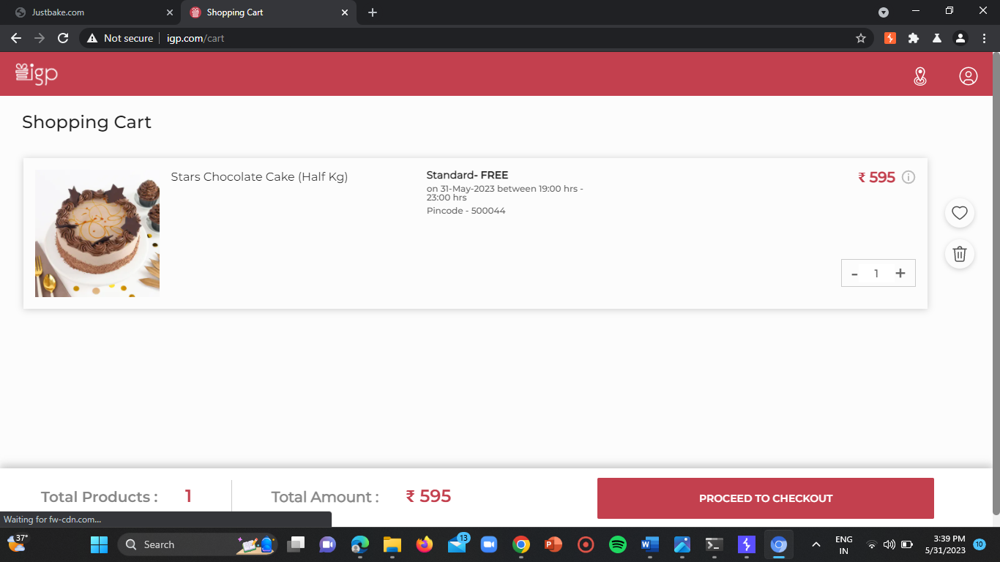 Justbake.com
Shopping Cart
Not secure
igp.com/cart
igp
Shopping Cart
Stars Chocolate Cake (Half Kg)
Standard- FREE
on 31-May-2023 between 19:00 hrs -
23:00 hrs
Pincode - 500044
₹ 595
- 1 +
Total Products : 1
Total Amount : ₹ 595
PROCEED TO CHECKOUT
Waiting for fw-cdn.com...
37°
Search
13
ENG
IN
3:39 PM
5/31/2023
10